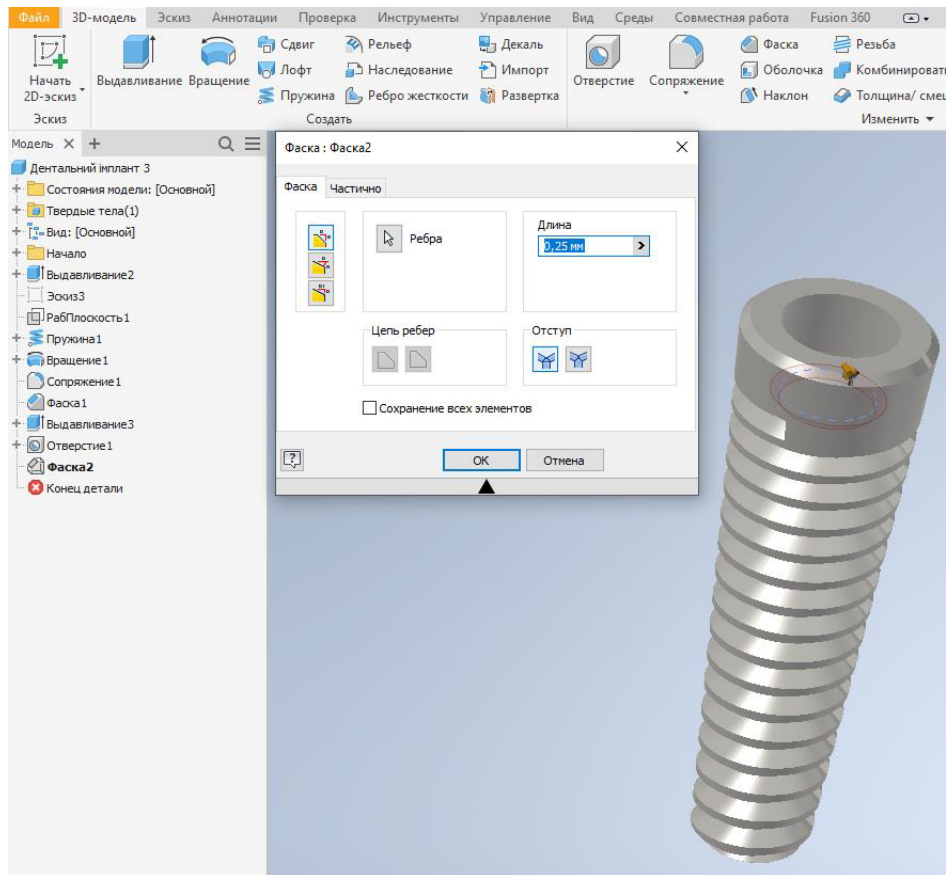 Файл 3D-модель Эскиз Аннотации Проверка Инструменты Управление Вид Среды Совместная работа Fusion 360
Начать 2D-эскиз
Выдавливание Вращение
Сдвиг Рельеф Декаль
Лофт Наследование Импорт
Пружина Ребро жесткости Развертка
Отверстие Сопряжение
Фаска Резьба
Оболочка Комбинироват
Наклон Толщина/ смещ
Эскиз Создать Изменить
Модель
Дентальний імплант 3
Состояния модели: [Основной]
Твердые тела(1)
Вид: [Основной]
Начало
Выдавливание2
Эскиз3
РабПлоскость1
Пружина1
Вращение1
Сопряжение1
Фаска1
Выдавливание3
Отверстие1
Фаска2
Конец детали
Фаска : Фаска2
Фаска Частично
Ребра
Длина
0,25 мм
Цепь ребер
Отступ
Сохранение всех элементов
ОК Отмена